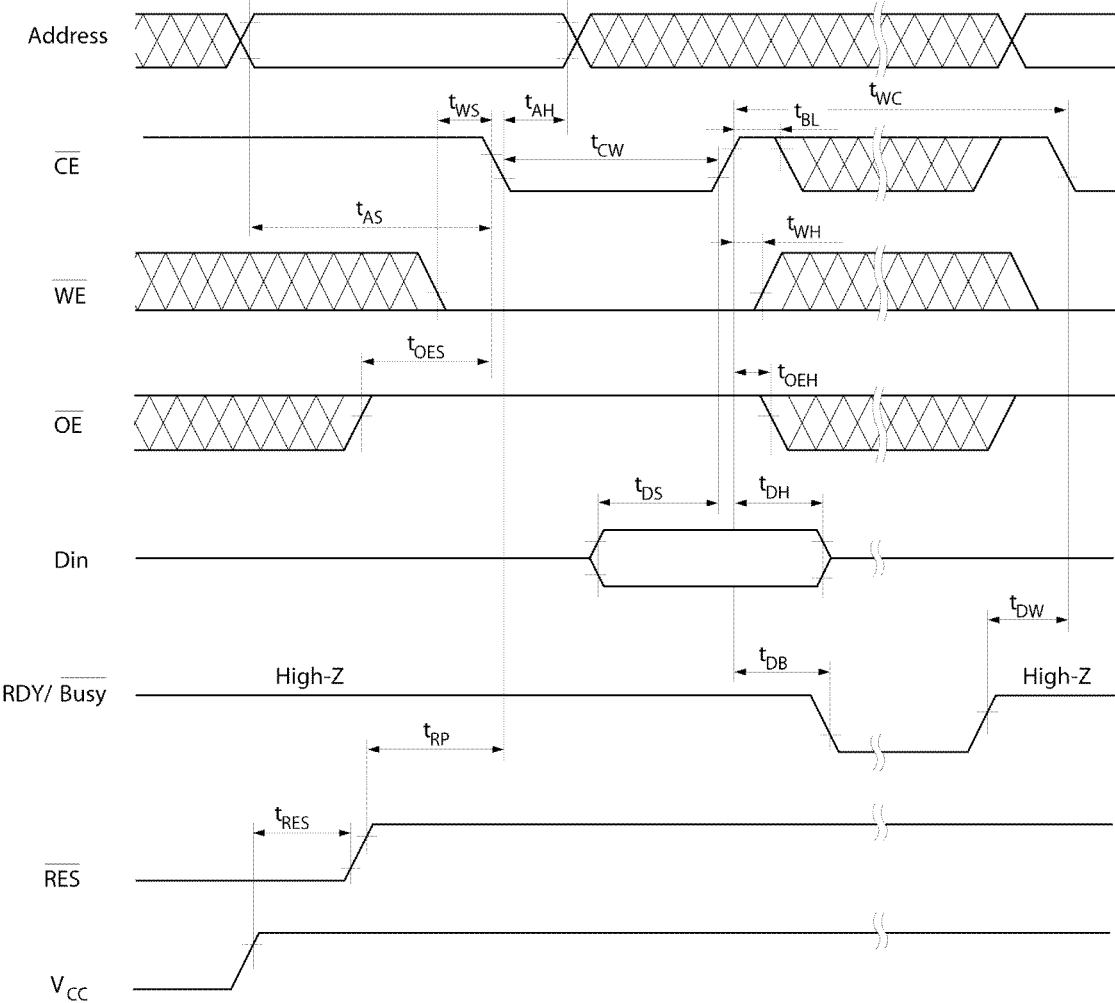 Address
tWS
tAH
tWC
tBL
CE
tCW
tAS
tWH
WE
tOES
tOEH
OE
tDS
tDH
Din
tDW
tDB
High-Z
High-Z
RDY/ Busy
tRP
tRES
RES
VCC